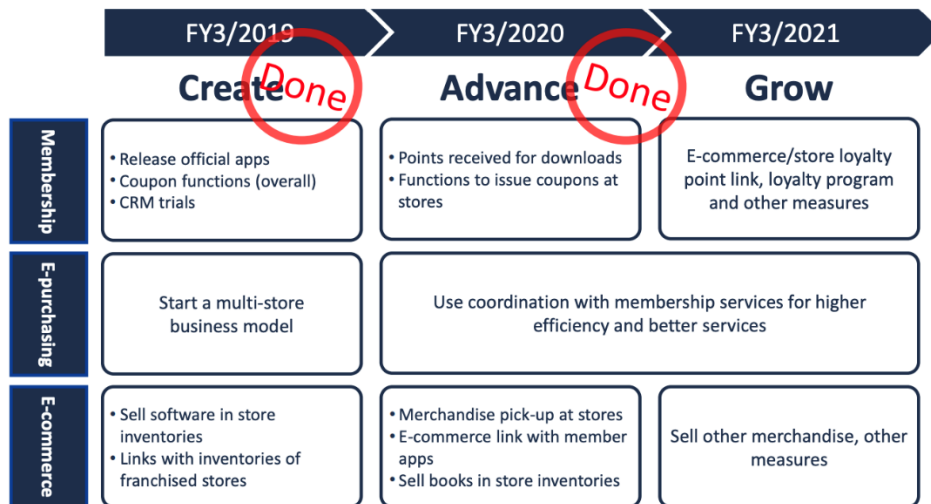 FY3/2019
FY3/2020
FY3/2021
Create
Done
Advance
Done
Grow
Membership
• Release official apps
• Coupon functions (overall)
• CRM trials
• Points received for downloads
• Functions to issue coupons at
stores
E-commerce/store loyalty
point link, loyalty program
and other measures
E-purchasing
Start a multi-store
business model
Use coordination with membership services for higher
efficiency and better services
E-commerce
• Sell software in store
inventories
• Links with inventories of
franchised stores
• Merchandise pick-up at stores
• E-commerce link with member
apps
• Sell books in store inventories
Sell other merchandise, other
measures